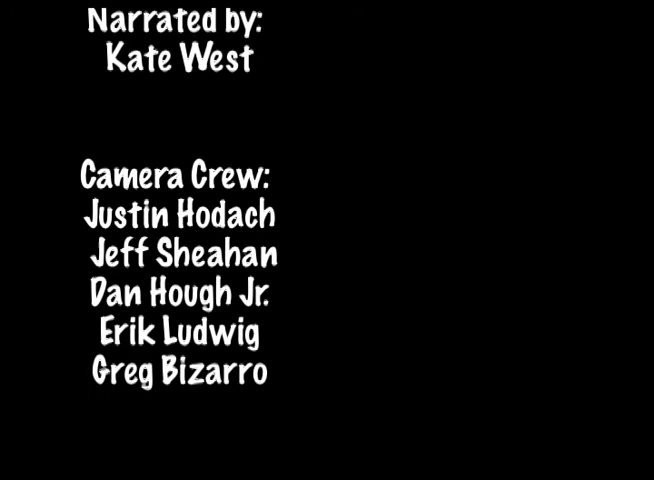 Narrated by:
Kate West
Camera Crew:
Justin Hodach
Jeff Sheahan
Dan Hough Jr.
Erik Ludwig
Greg Bizarro